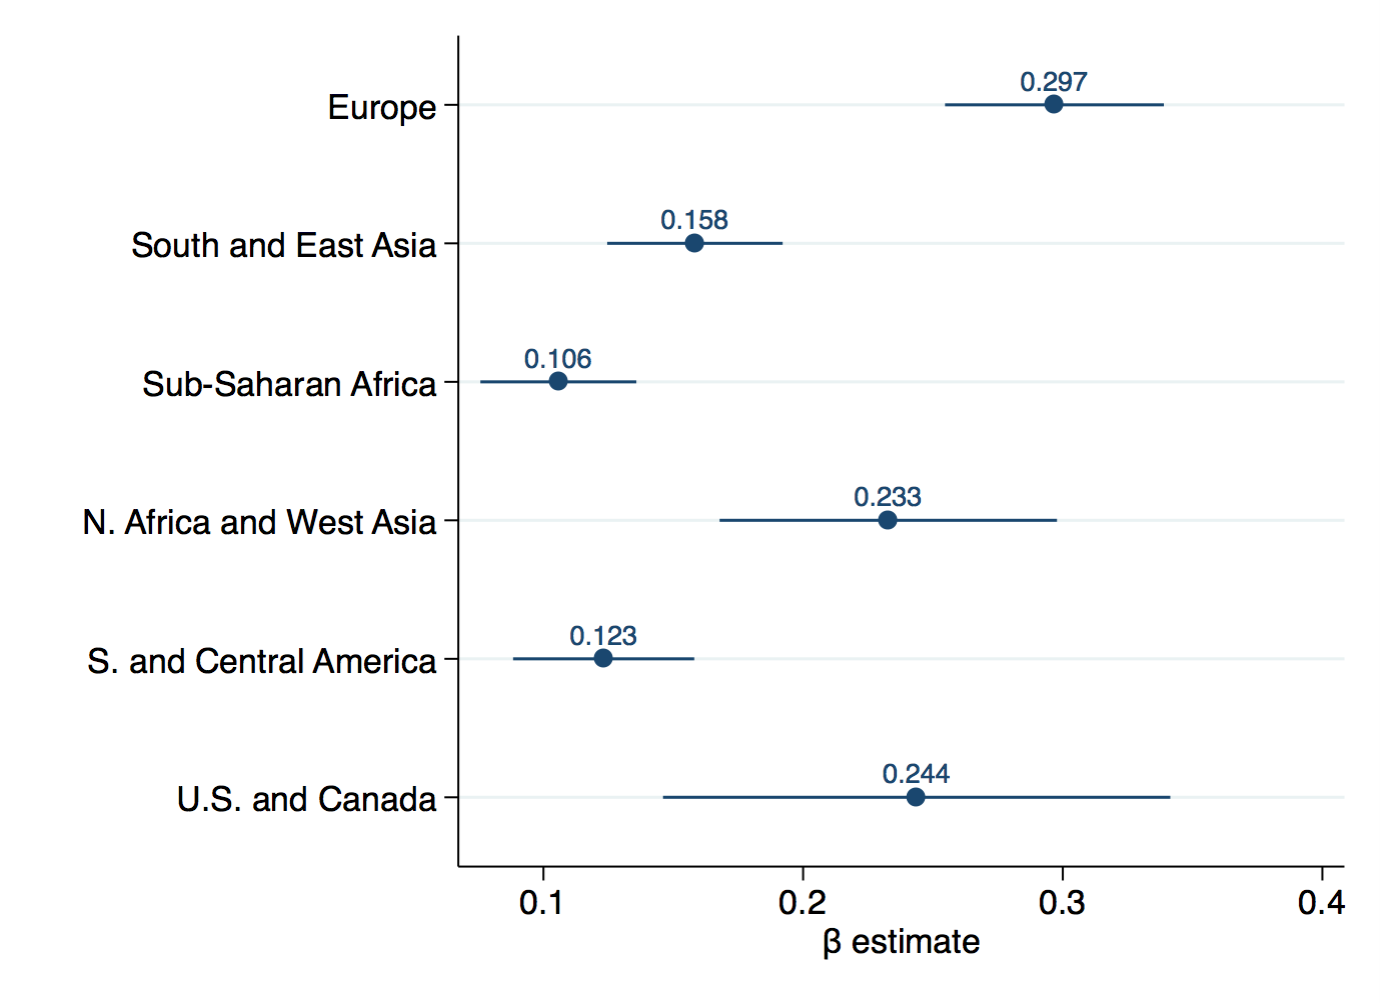 0.297
Europe
0.158
South and East Asia
0.106
Sub-Saharan Africa
0.233
N. Africa and West Asia
0.123
S. and Central America
0.244
U.S. and Canada
0.1 0.2 0.3 0.4
β estimate